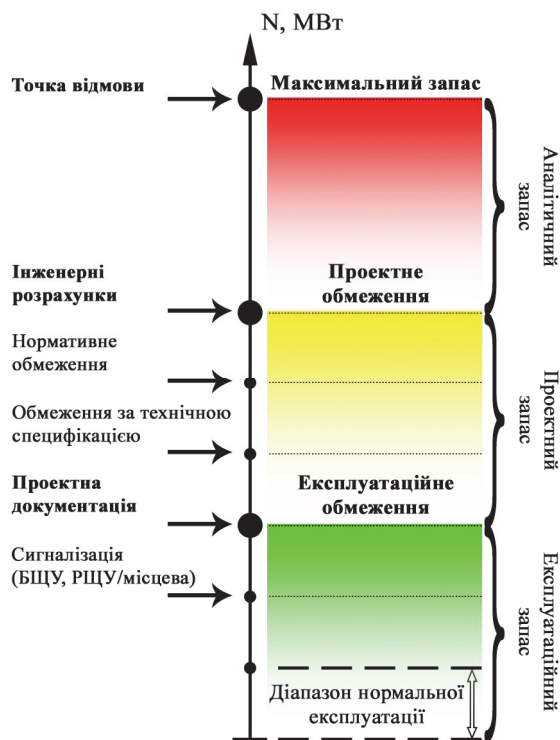 N, МВт
Точка відмови
Максимальний запас
Аналітичний
запас
Інженерні
розрахунки
Проектне
обмеження
Нормативне
обмеження
Обмеження за технічною
специфікацією
Проектний
запас
Проектна
документація
Експлуатаційне
обмеження
Сигналізація
(БЩУ, РЩУ/місцева)
Експлуатаційний
запас
Діапазон нормальної
експлуатації